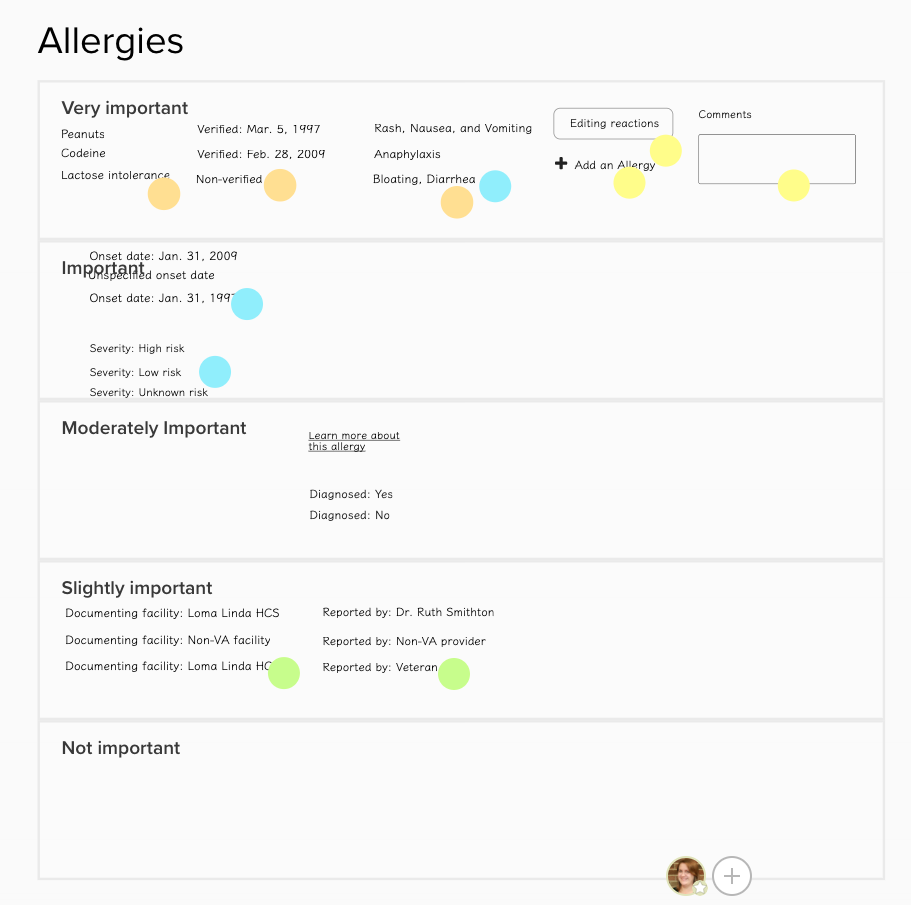 Allergies
Very important
Peanuts
Codeine
Lactose intolerance
Verified: Mar. 5, 1997
Verified: Feb. 28, 2009
Non-verified
Rash, Nausea, and Vomiting
Anaphylaxis
Bloating, Diarrhea
Editing reactions
Add an Allergy
Comments
Important
Onset date: Jan. 31, 2009
Unspecified onset date
Onset date: Jan. 31, 1997
Severity: High risk
Severity: Low risk
Severity: Unknown risk
Moderately Important
Learn more about
this allergy
Diagnosed: Yes
Diagnosed: No
Slightly important
Documenting facility: Loma Linda HCS
Documenting facility: Non-VA facility
Documenting facility: Loma Linda
Reported by: Dr. Ruth Smithton
Reported by: Non-VA provider
Reported by: Veteran
Not important